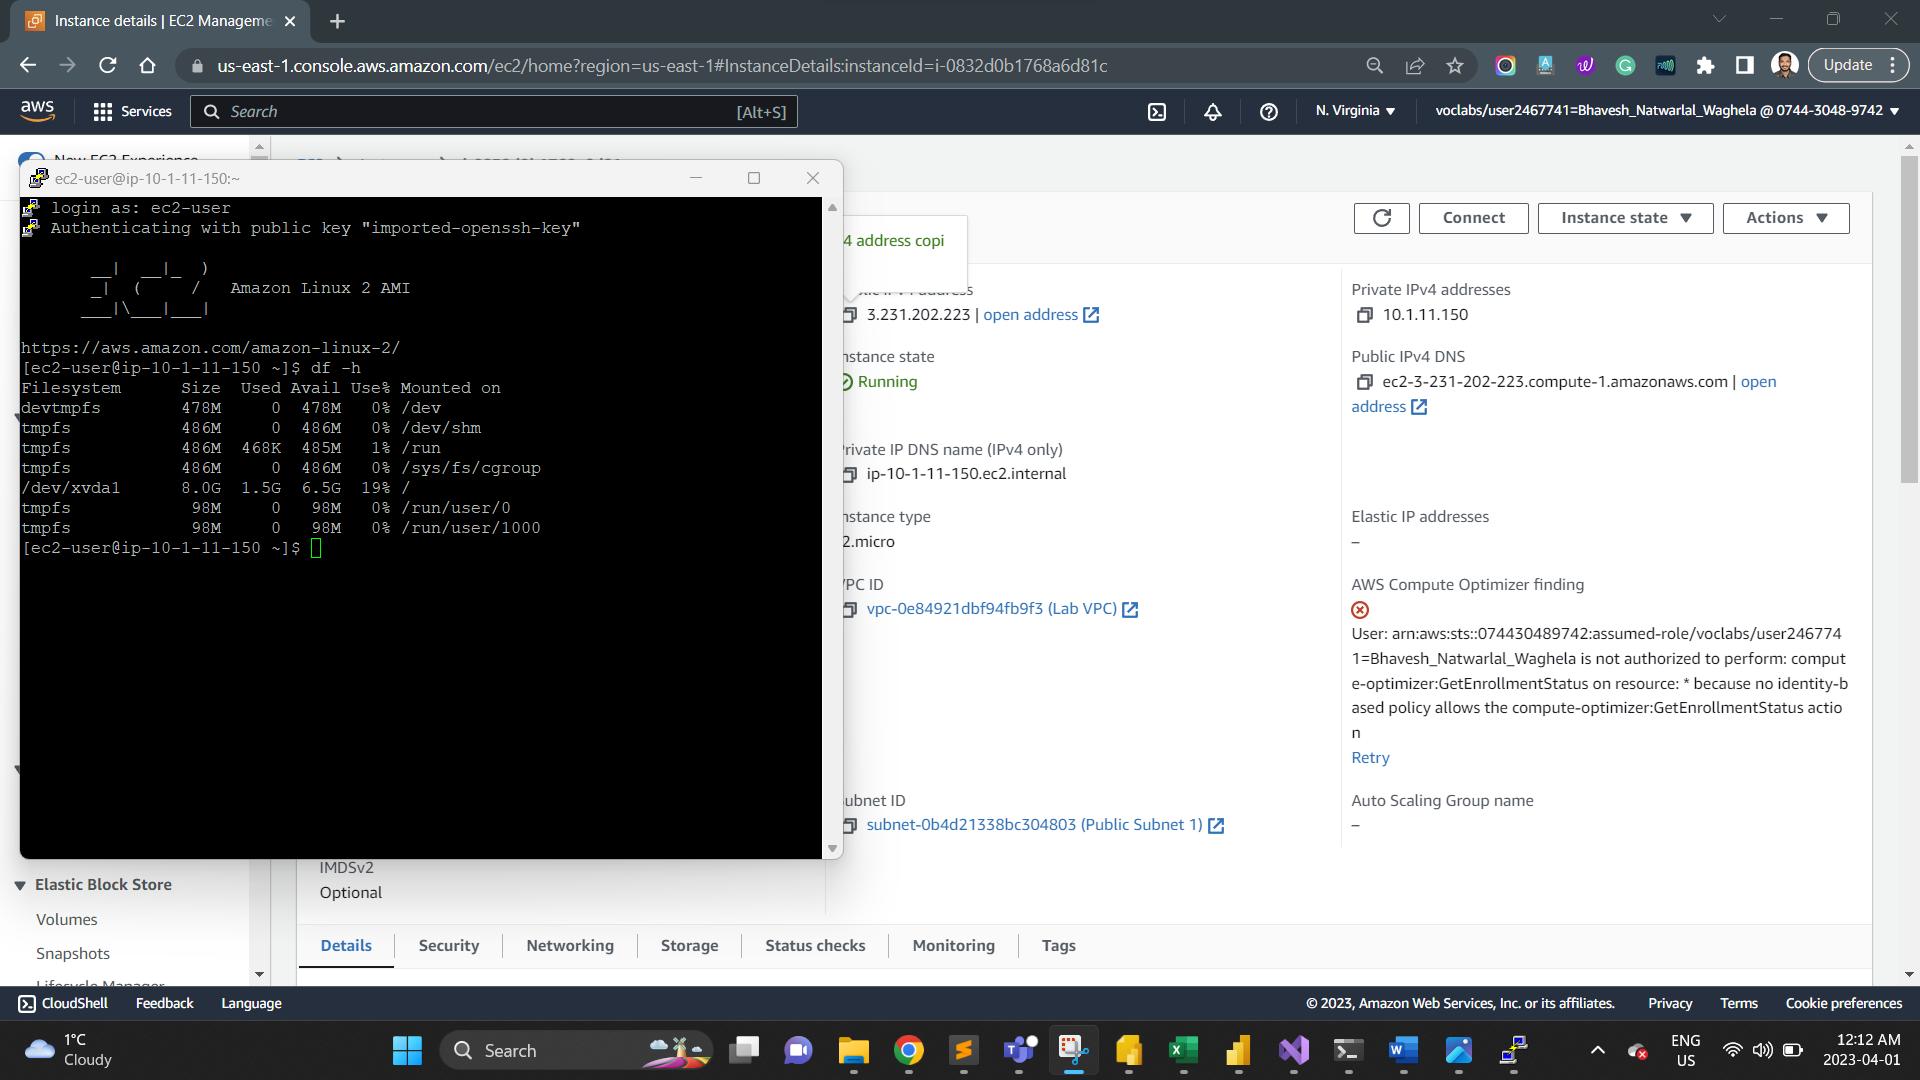 Instance details | EC2 Manageme
us-east-1.console.aws.amazon.com/ec2/home?region=us-east-1#InstanceDetails:instanceId=i-0832d0b1768a6d81c
Update
aws
Services
Search
[Alt+S]
N. Virginia
voclabs/user2467741=Bhavesh_Natwarlal_Waghela @ 0744-3048-9742
New EC2 Experience
ec2-user@ip-10-1-11-150:~
login as: ec2-user
Authenticating with public key "imported-openssh-key"
__|  __|_  )
_|  (     /   Amazon Linux 2 AMI
___|\___|___|
https://aws.amazon.com/amazon-linux-2/
[ec2-user@ip-10-1-11-150 ~]$ df -h
Filesystem      Size  Used Avail Use% Mounted on
devtmpfs        478M     0  478M   0% /dev
tmpfs           486M     0  486M   0% /dev/shm
tmpfs           486M  468K  485M   1% /run
tmpfs           486M     0  486M   0% /sys/fs/cgroup
/dev/xvda1      8.0G  1.5G  6.5G  19% /
tmpfs            98M     0   98M   0% /run/user/0
tmpfs            98M     0   98M   0% /run/user/1000
[ec2-user@ip-10-1-11-150 ~]$
Connect
Instance state
Actions
4 address copi
3.231.202.223 | open address
nstance state
Running
rivate IP DNS name (IPv4 only)
ip-10-1-11-150.ec2.internal
nstance type
2.micro
VPC ID
vpc-0e84921dbf94fb9f3 (Lab VPC)
ubnet ID
subnet-0b4d21338bc304803 (Public Subnet 1)
Private IPv4 addresses
10.1.11.150
Public IPv4 DNS
ec2-3-231-202-223.compute-1.amazonaws.com | open
address
Elastic IP addresses
–
AWS Compute Optimizer finding
User: arn:aws:sts::074430489742:assumed-role/voclabs/user246774
1=Bhavesh_Natwarlal_Waghela is not authorized to perform: comput
e-optimizer:GetEnrollmentStatus on resource: * because no identity-b
ased policy allows the compute-optimizer:GetEnrollmentStatus actio
n
Retry
Auto Scaling Group name
–
IMDSv2
Optional
Elastic Block Store
Volumes
Snapshots
Lifecycle Manager
Details
Security
Networking
Storage
Status checks
Monitoring
Tags
CloudShell
Feedback
Language
© 2023, Amazon Web Services, Inc. or its affiliates.
Privacy
Terms
Cookie preferences
1°C
Cloudy
Search
ENG
US
12:12 AM
2023-04-01